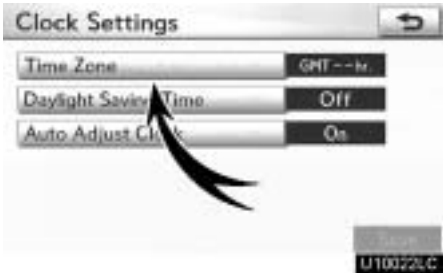 Clock Settings
Time Zone GMT --hr.
Daylight Saving Time Off
Auto Adjust Clock On
Save
U10022LC